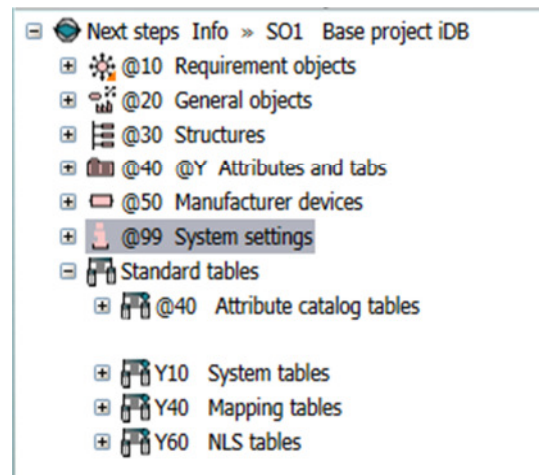 Next steps Info » SO1 Base project iDB
@10 Requirement objects
@20 General objects
@30 Structures
@40 @Y Attributes and tabs
@50 Manufacturer devices
@99 System settings
Standard tables
@40 Attribute catalog tables
Y10 System tables
Y40 Mapping tables
Y60 NLS tables